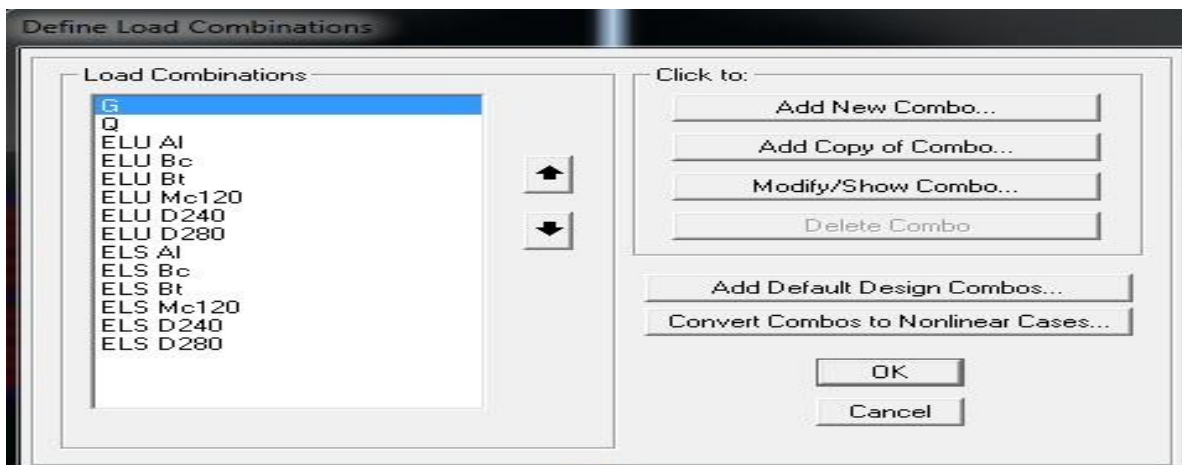 Define Load Combinations
Load Combinations
G
Q
ELU Al
ELU Bc
ELU Bt
ELU Mc120
ELU D240
ELU D280
ELS Al
ELS Bc
ELS Bt
ELS Mc120
ELS D240
ELS D280
Click to:
Add New Combo...
Add Copy of Combo...
Modify/Show Combo...
Delete Combo
Add Default Design Combos...
Convert Combos to Nonlinear Cases...
OK
Cancel